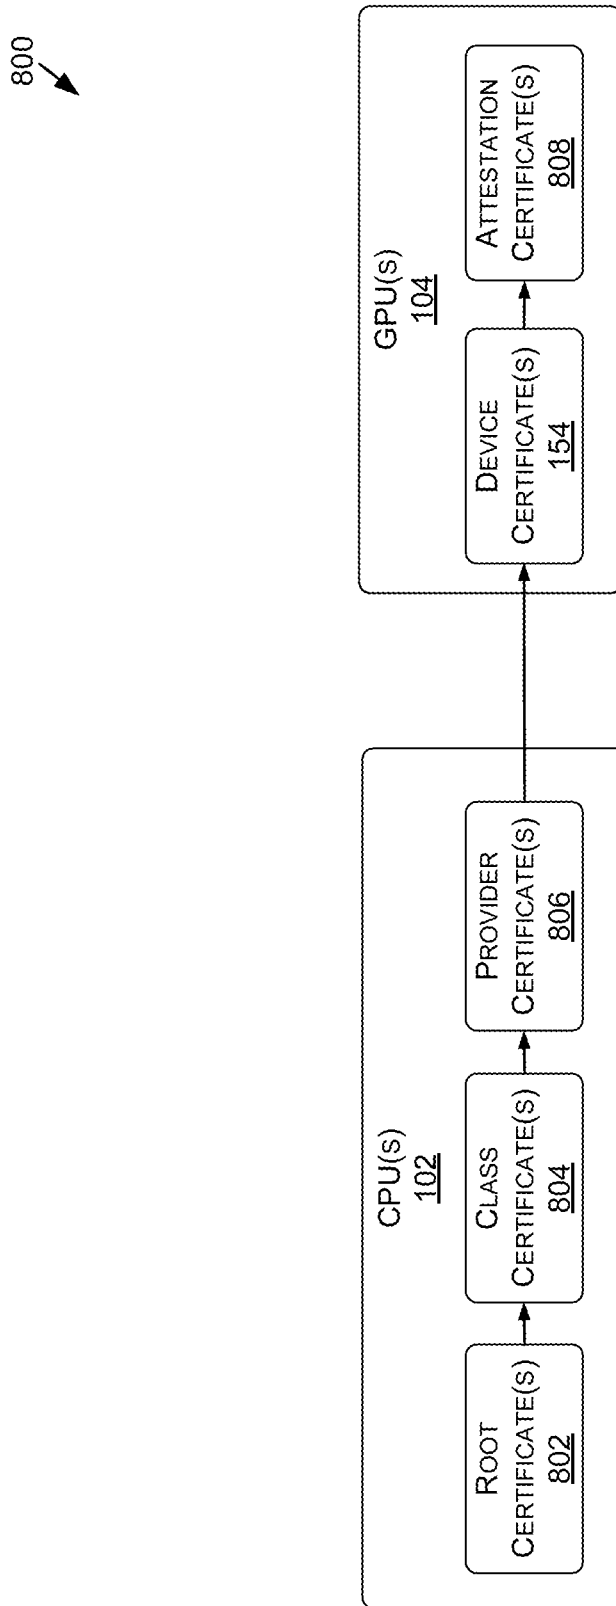 800
CPU(s)
102
ROOT
CERTIFICATE(S)
802
CLASS
CERTIFICATE(S)
804
PROVIDER
CERTIFICATE(S)
806
GPU(s)
104
DEVICE
CERTIFICATE(S)
154
ATTESTATION
CERTIFICATE(S)
808